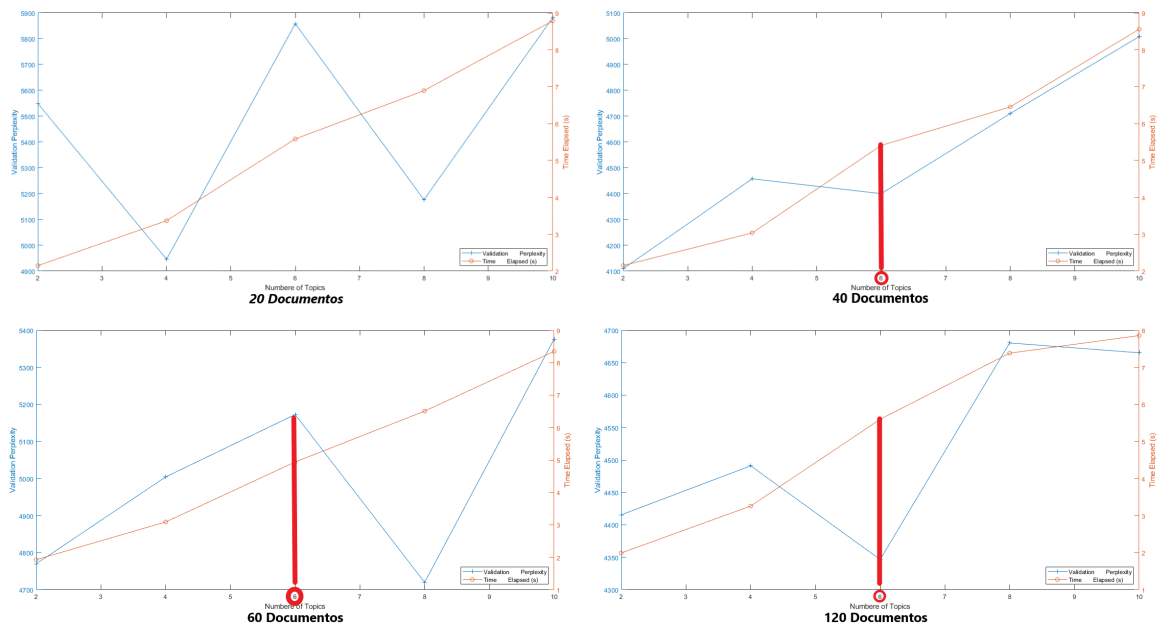 5900
5800
5700
5600
5500
5400
5300
5200
5100
5000
4900
Validation Perplexity
9
8
7
6
5
4
3
2
Time Elapsed (s)
2 3 4 5 6 7 8 9 10
Numbere of Topics
Validation Perplexity
Time Elapsed (s)
20 Documentos
5100
5000
4900
4800
4700
4600
4500
4400
4300
4200
4100
Validation Perplexity
9
8
7
6
5
4
3
2
Time Elapsed (s)
2 3 4 5 6 7 8 9 10
Numbere of Topics
Validation Perplexity
Time Elapsed (s)
40 Documentos
5400
5300
5200
5100
5000
4900
4800
4700
Validation Perplexity
9
8
7
6
5
4
3
2
1
Time Elapsed (s)
2 3 4 5 6 7 8 9 10
Numbere of Topics
Validation Perplexity
Time Elapsed (s)
60 Documentos
4700
4650
4600
4550
4500
4450
4400
4350
4300
Validation Perplexity
8
7
6
5
4
3
2
1
Time Elapsed (s)
2 3 4 5 6 7 8 9 10
Numbere of Topics
Validation Perplexity
Time Elapsed (s)
120 Documentos